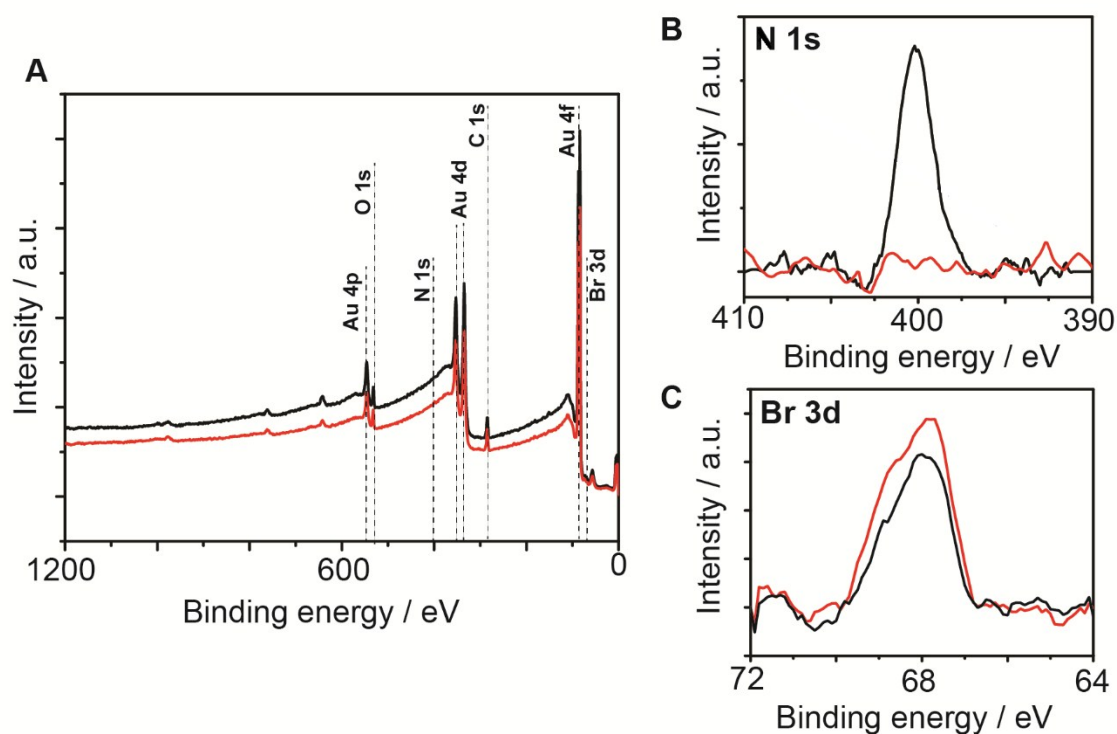 A
Intensity / a.u.
Au 4p
O 1s
N 1s
Au 4d
C 1s
Au 4f
Br 3d
1200
600
0
Binding energy / eV
B
N 1s
Intensity / a.u.
410
400
390
Binding energy / eV
C
Br 3d
Intensity / a.u.
72
68
64
Binding energy / eV